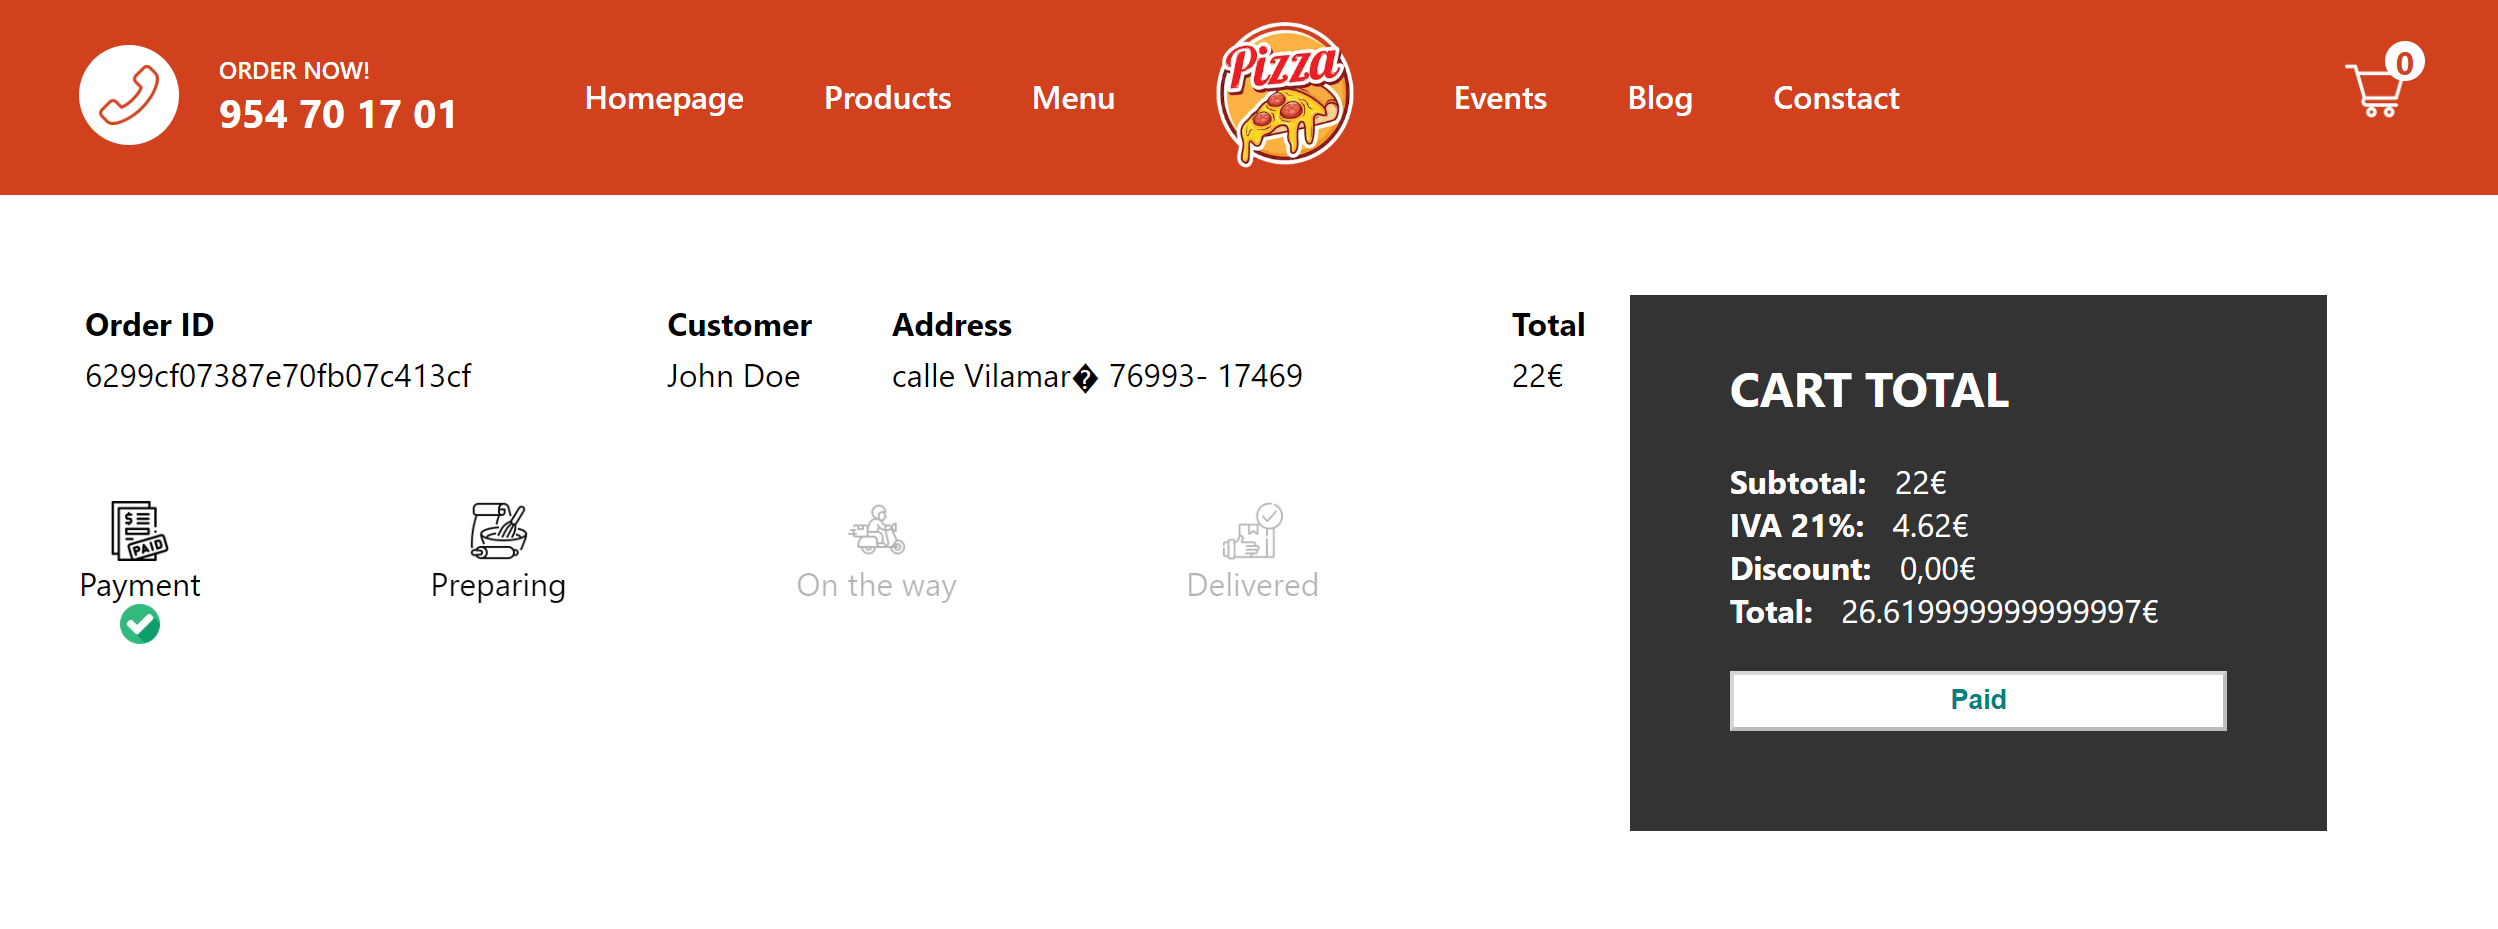 ORDER NOW!
954 70 17 01
Homepage
Products
Menu
Pizza
Events
Blog
Constact
0
Order ID
Customer
Address
Total
6299cf07387e70fb07c413cf
John Doe
calle Vilamar� 76993- 17469
22€
PAID
Payment
Preparing
On the way
Delivered
CART TOTAL
Subtotal: 22€
IVA 21%: 4.62€
Discount: 0,00€
Total: 26.619999999999997€
Paid